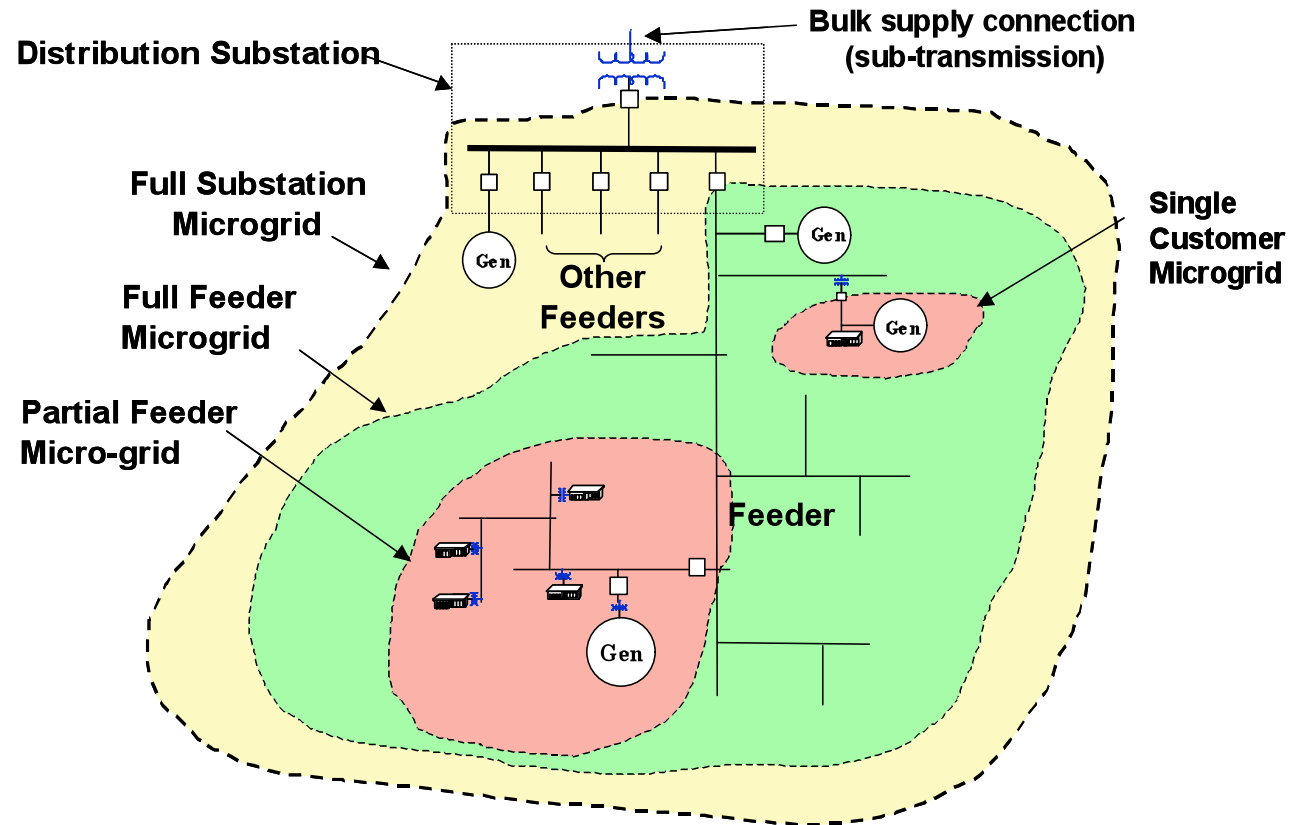 Bulk supply connection
(sub-transmission)
Distribution Substation
Full Substation
Microgrid
Single
Customer
Microgrid
Gen
Gen
Other
Feeders
Full Feeder
Microgrid
Gen
Partial Feeder
Micro-grid
Feeder
Gen